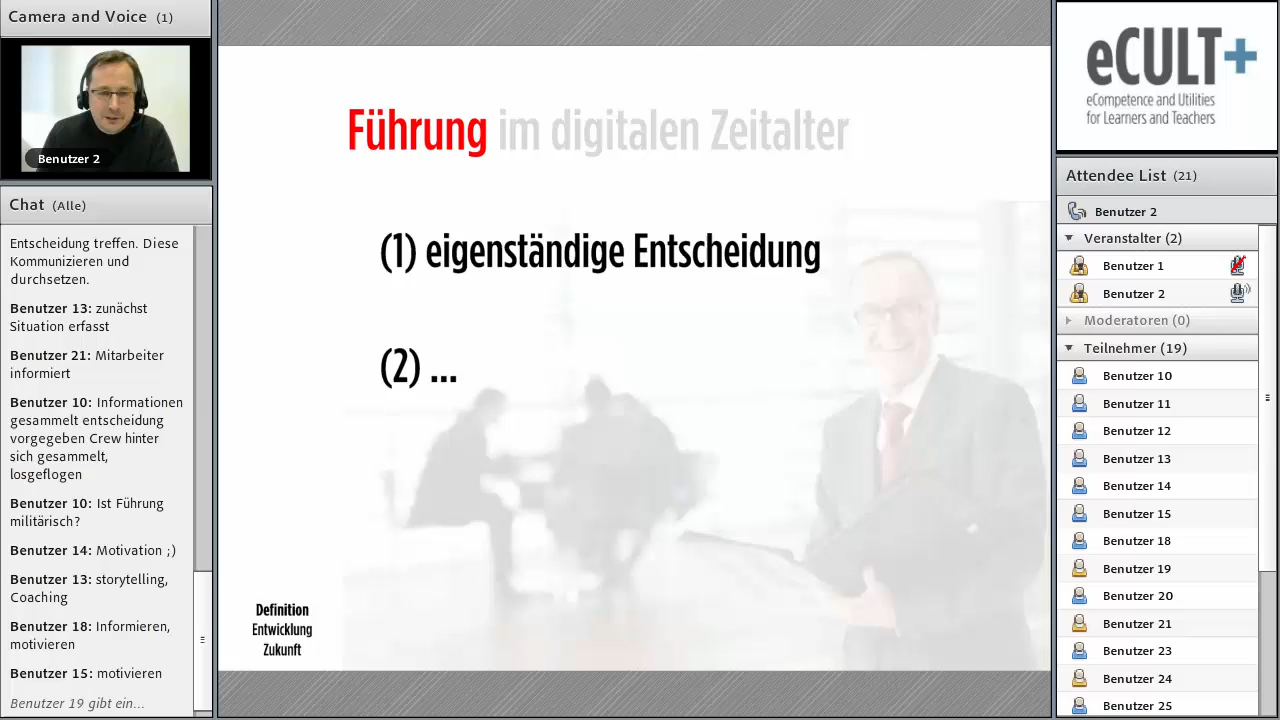 Camera and Voice (1)
Benutzer 2
Chat (Alle)
Entscheidung treffen. Diese
Kommunizieren und
durchsetzen.
Benutzer 13: zunächst
Situation erfasst
Benutzer 21: Mitarbeiter
informiert
Benutzer 10: Informationen
gesammelt entscheidung
vorgegeben Crew hinter
sich gesammelt,
losgeflogen
Benutzer 10: Ist Führung
militärisch?
Benutzer 14: Motivation ;)
Benutzer 13: storytelling,
Coaching
Benutzer 18: Informieren,
motivieren
Benutzer 15: motivieren
Benutzer 19 gibt ein...
Führung im digitalen Zeitalter
(1) eigenständige Entscheidung
(2) ...
Definition
Entwicklung
Zukunft
eCULT+
eCompetence and Utilities
for Learners and Teachers
Attendee List (21)
Benutzer 2
Veranstalter (2)
Benutzer 1
Benutzer 2
Moderatoren (0)
Teilnehmer (19)
Benutzer 10
Benutzer 11
Benutzer 12
Benutzer 13
Benutzer 14
Benutzer 15
Benutzer 18
Benutzer 19
Benutzer 20
Benutzer 21
Benutzer 23
Benutzer 24
Benutzer 25